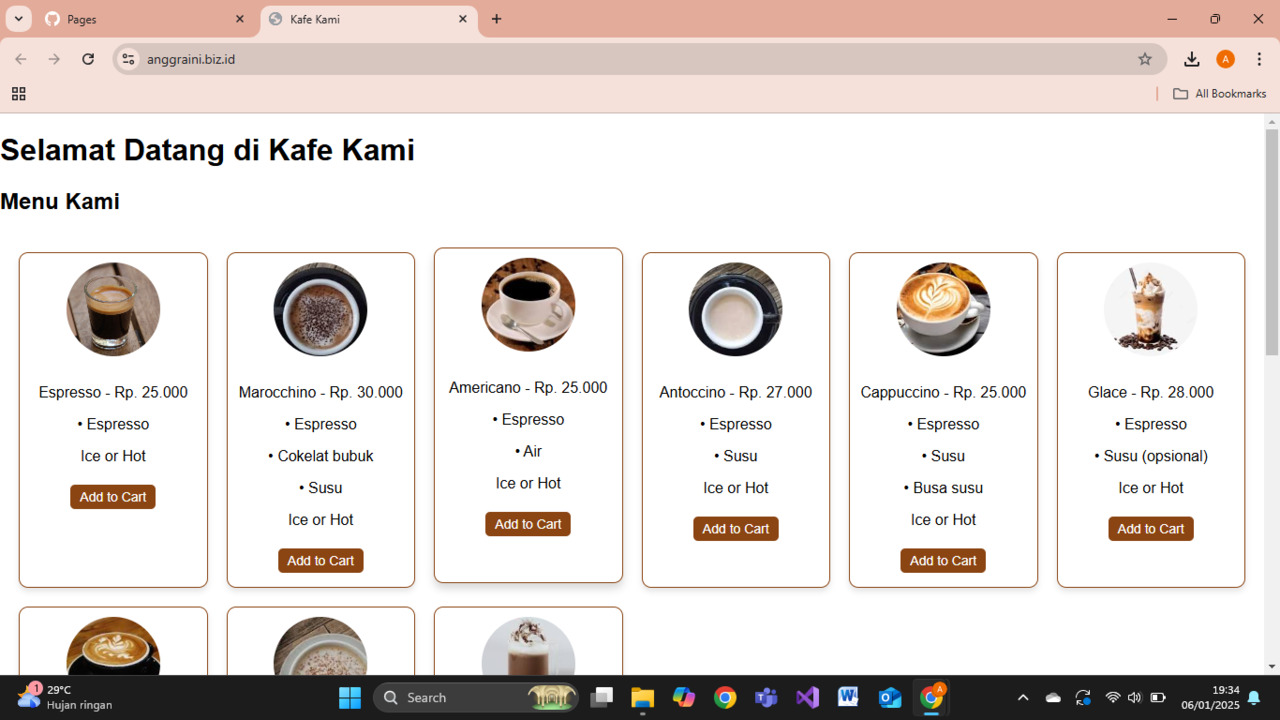 Pages
Kafe Kami
anggraini.biz.id
A
All Bookmarks
Selamat Datang di Kafe Kami
Menu Kami
Espresso - Rp. 25.000
• Espresso
Ice or Hot
Add to Cart
Marocchino - Rp. 30.000
• Espresso
• Cokelat bubuk
• Susu
Ice or Hot
Add to Cart
Americano - Rp. 25.000
• Espresso
• Air
Ice or Hot
Add to Cart
Antoccino - Rp. 27.000
• Espresso
• Susu
Ice or Hot
Add to Cart
Cappuccino - Rp. 25.000
• Espresso
• Susu
• Busa susu
Ice or Hot
Add to Cart
Glace - Rp. 28.000
• Espresso
• Susu (opsional)
Ice or Hot
Add to Cart
1
29°C
Hujan ringan
Search
A
19:34
06/01/2025